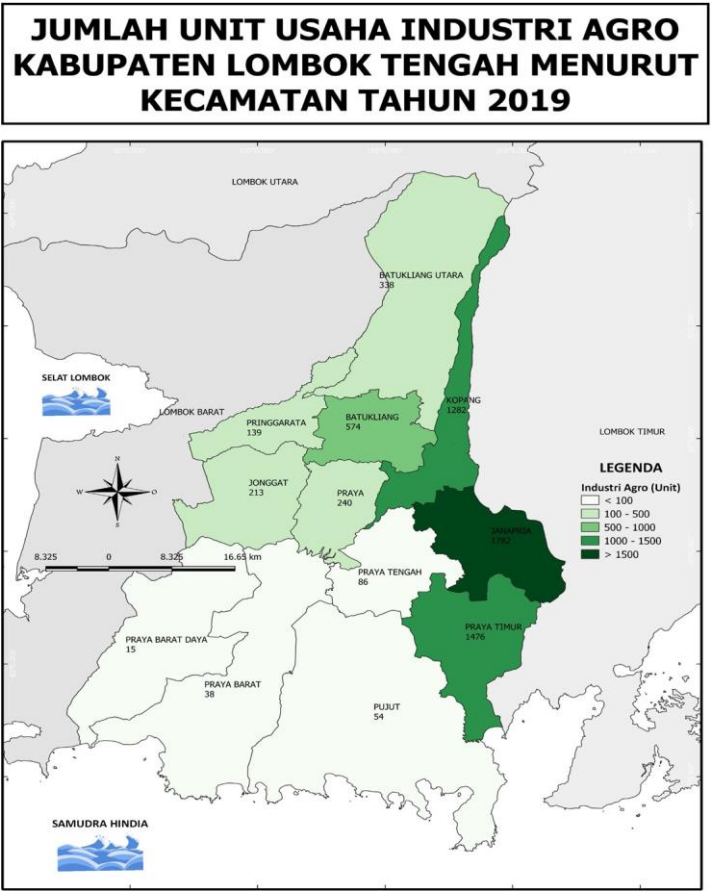 JUMLAH UNIT USAHA INDUSTRI AGRO
KABUPATEN LOMBOK TENGAH MENURUT
KECAMATAN TAHUN 2019
LOMBOK UTARA
BATUKLIANG UTARA
338
SELAT LOMBOK
LOMBOK BARAT
KOPANG
1282
PRINGGARATA
139
BATUKLIANG
574
LOMBOK TIMUR
JONGGAT
213
PRAYA
240
JANAPRIA
1782
N
W
O
S
LEGENDA
Industri Agro (Unit)
< 100
100 - 500
500 - 1000
1000 - 1500
> 1500
8.325 0 8.325 16.65 km
PRAYA TENGAH
86
PRAYA TIMUR
1476
PRAYA BARAT DAYA
15
PRAYA BARAT
38
PUJUT
54
SAMUDRA HINDIA